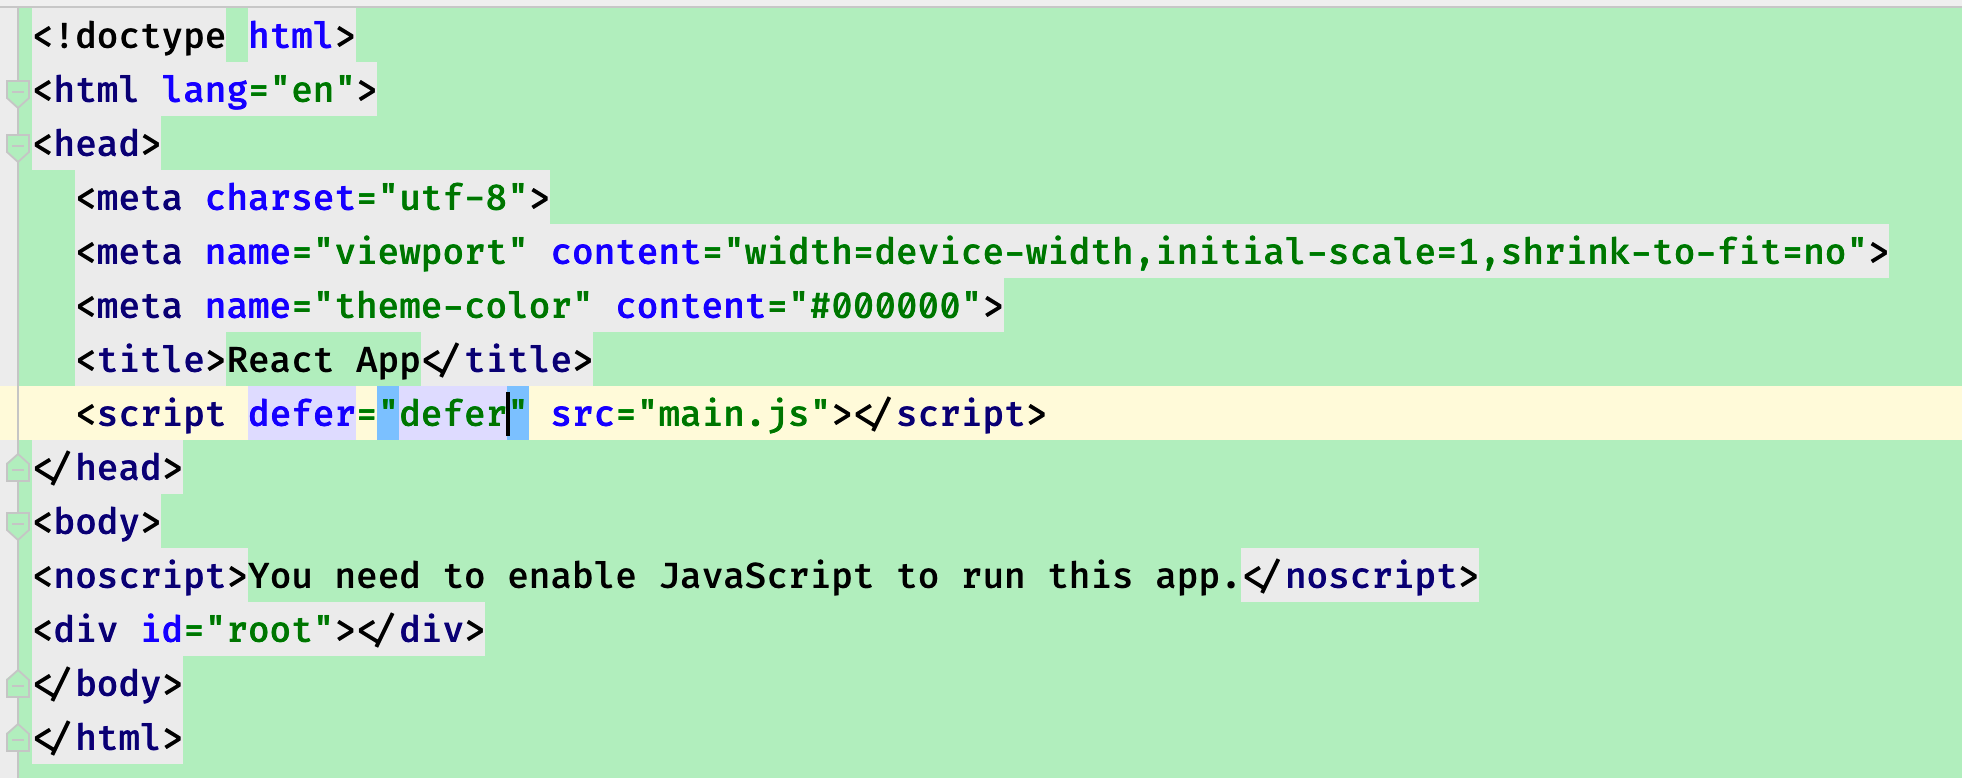 <!doctype html>
<html lang="en">
<head>
  <meta charset="utf-8">
  <meta name="viewport" content="width=device-width,initial-scale=1,shrink-to-fit=no">
  <meta name="theme-color" content="#000000">
  <title>React App</title>
  <script defer="defer" src="main.js"></script>
</head>
<body>
<noscript>You need to enable JavaScript to run this app.</noscript>
<div id="root"></div>
</body>
</html>